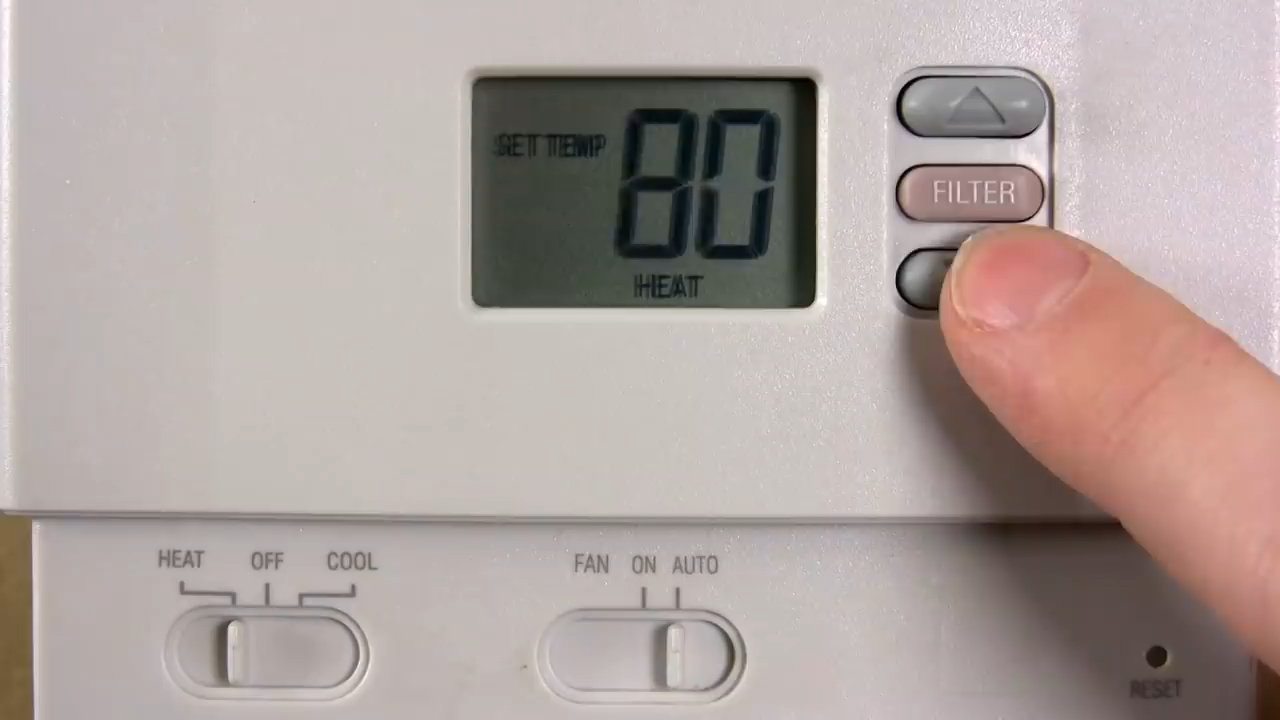 SET TEMP 80
HEAT
FILTER
HEAT OFF COOL
FAN ON AUTO
RESET